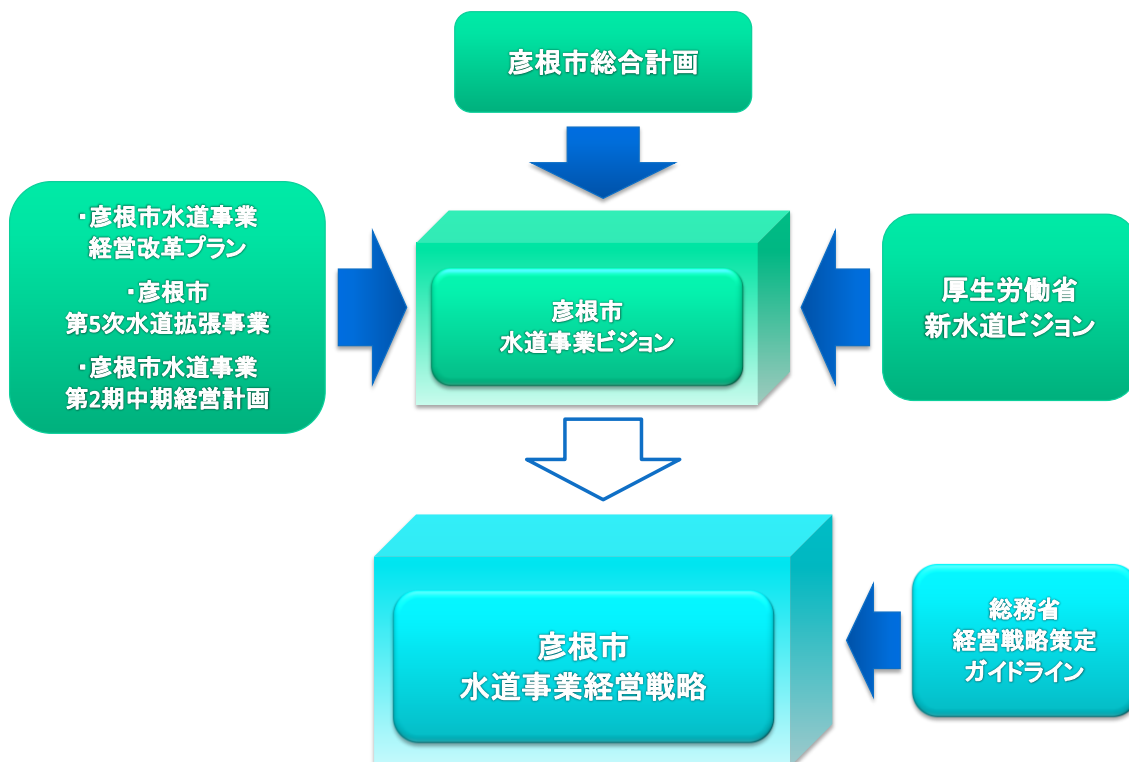 彦根市総合計画
・彦根市水道事業
経営改革プラン
・彦根市
第5次水道拡張事業
・彦根市水道事業
第2期中期経営計画
彦根市
水道事業ビジョン
厚生労働省
新水道ビジョン
彦根市
水道事業経営戦略
総務省
経営戦略策定
ガイドライン